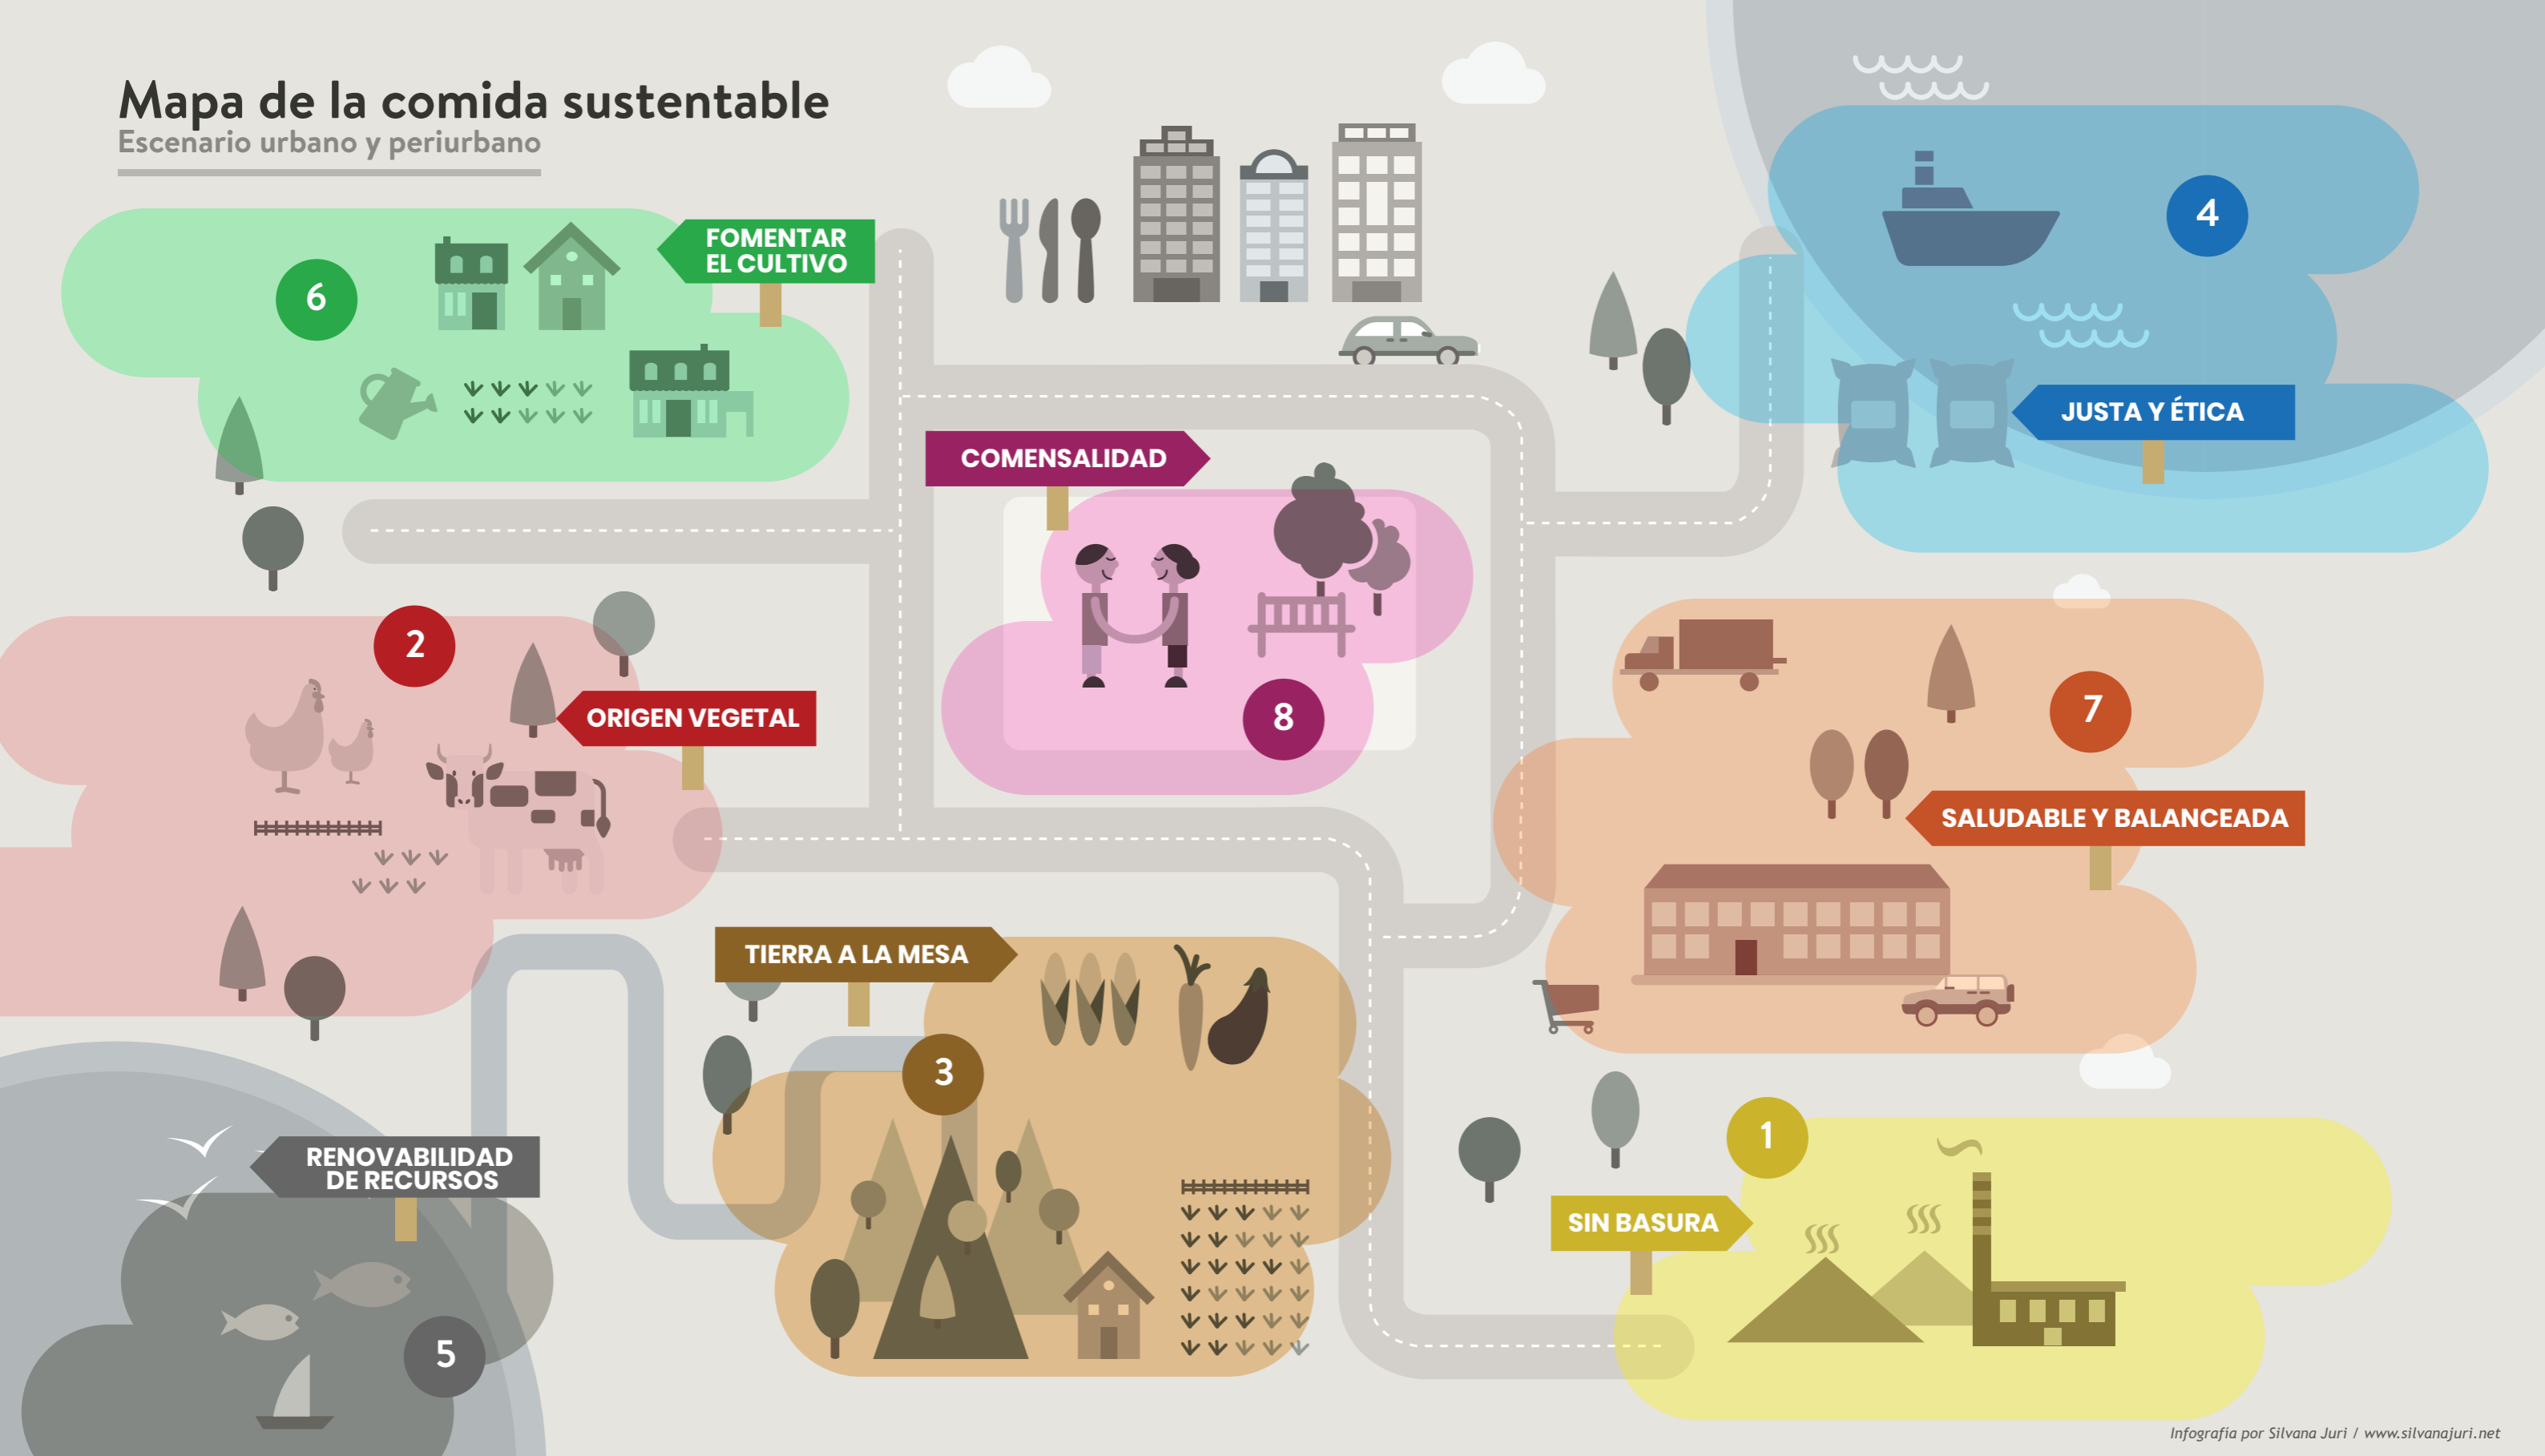 Mapa de la comida sustentable
Escenario urbano y periurbano
FOMENTAR
EL CULTIVO
6
4
JUSTA Y ÉTICA
COMENSALIDAD
8
2
ORIGEN VEGETAL
7
SALUDABLE Y BALANCEADA
TIERRA A LA MESA
3
RENOVABILIDAD
DE RECURSOS
5
1
SIN BASURA
Infografía por Silvana Juri / www.silvanajuri.net